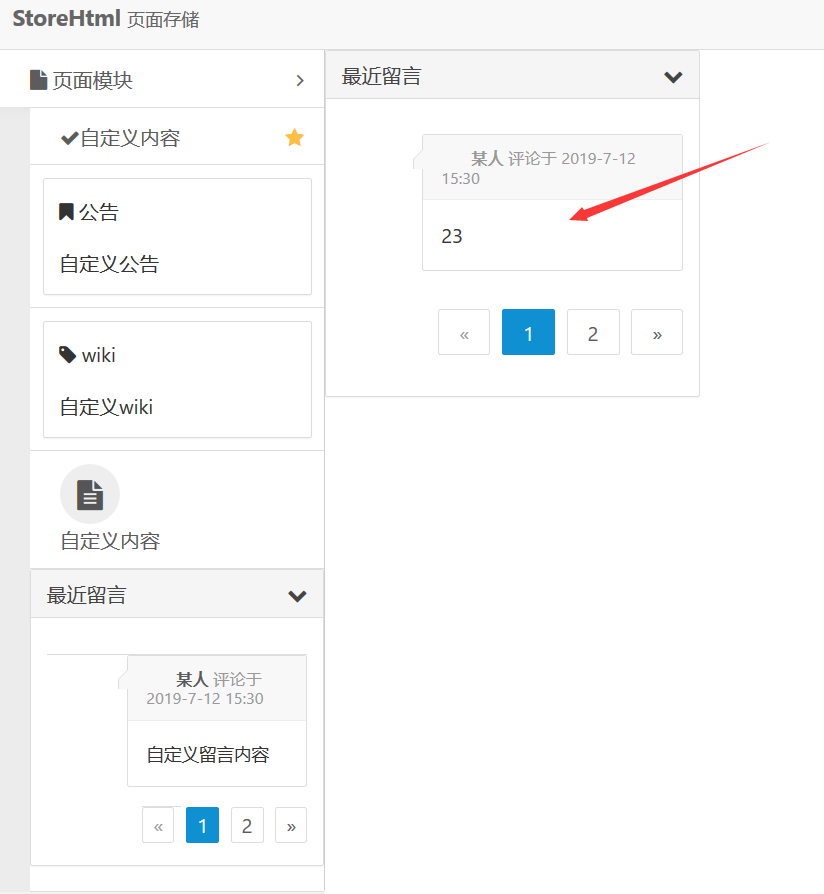 StoreHtml 页面存储
页面模块
自定义内容
公告
自定义公告
wiki
自定义wiki
自定义内容
最近留言
某人 评论于
2019-7-12 15:30
自定义留言内容
« 1 2 »
最近留言
某人 评论于 2019-7-12
15:30
23
« 1 2 »